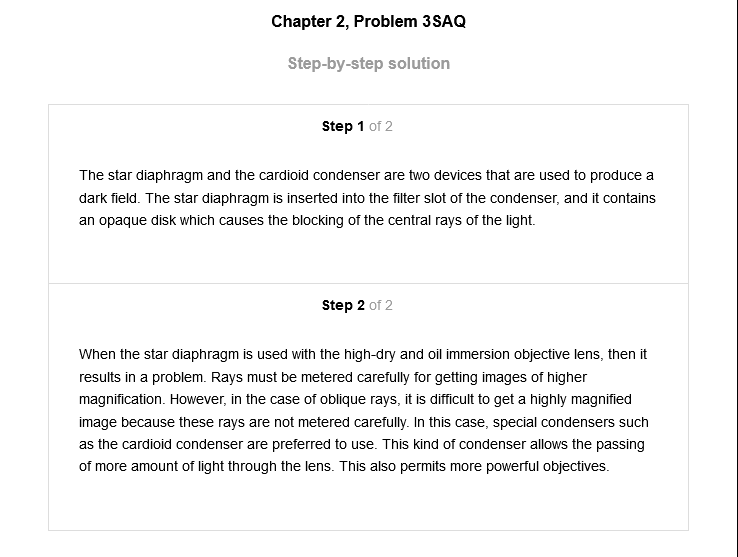 Chapter 2, Problem 3SAQ
Step-by-step solution
Step 1 of 2
The star diaphragm and the cardioid condenser are two devices that are used to produce a
dark field. The star diaphragm is inserted into the filter slot of the condenser, and it contains
an opaque disk which causes the blocking of the central rays of the light.
Step 2 of 2
When the star diaphragm is used with the high-dry and oil immersion objective lens, then it
results in a problem. Rays must be metered carefully for getting images of higher
magnification. However, in the case of oblique rays, it is difficult to get a highly magnified
image because these rays are not metered carefully. In this case, special condensers such
as the cardioid condenser are preferred to use. This kind of condenser allows the passing
of more amount of light through the lens. This also permits more powerful objectives.